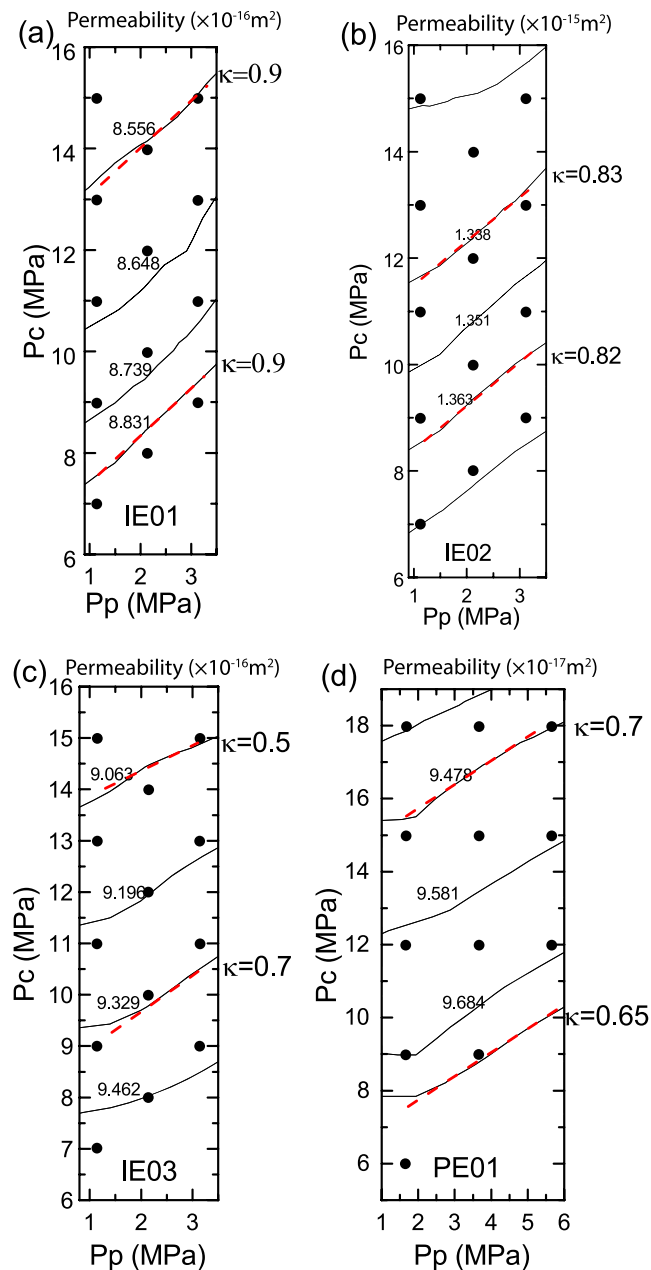 (a)
Permeability (×10⁻¹⁶m²)
16
14
12
10
8
6
Pc (MPa)
κ=0.9
8.556
8.648
8.739
κ=0.9
8.831
IE01
1 2 3
Pp (MPa)
(b)
Permeability (×10⁻¹⁵m²)
16
14
12
10
8
6
Pc (MPa)
κ=0.83
1.338
1.351
κ=0.82
1.363
IE02
1 2 3
Pp (MPa)
(c)
Permeability (×10⁻¹⁶m²)
16
15
14
13
12
11
10
9
8
7
6
5
Pc (MPa)
κ=0.5
9.063
9.196
κ=0.7
9.329
9.462
IE03
1 2 3
Pp (MPa)
(d)
Permeability (×10⁻¹⁷m²)
18
16
14
12
10
8
6
Pc (MPa)
κ=0.7
9.478
9.581
9.684
κ=0.65
PE01
1 2 3 4 5 6
Pp (MPa)